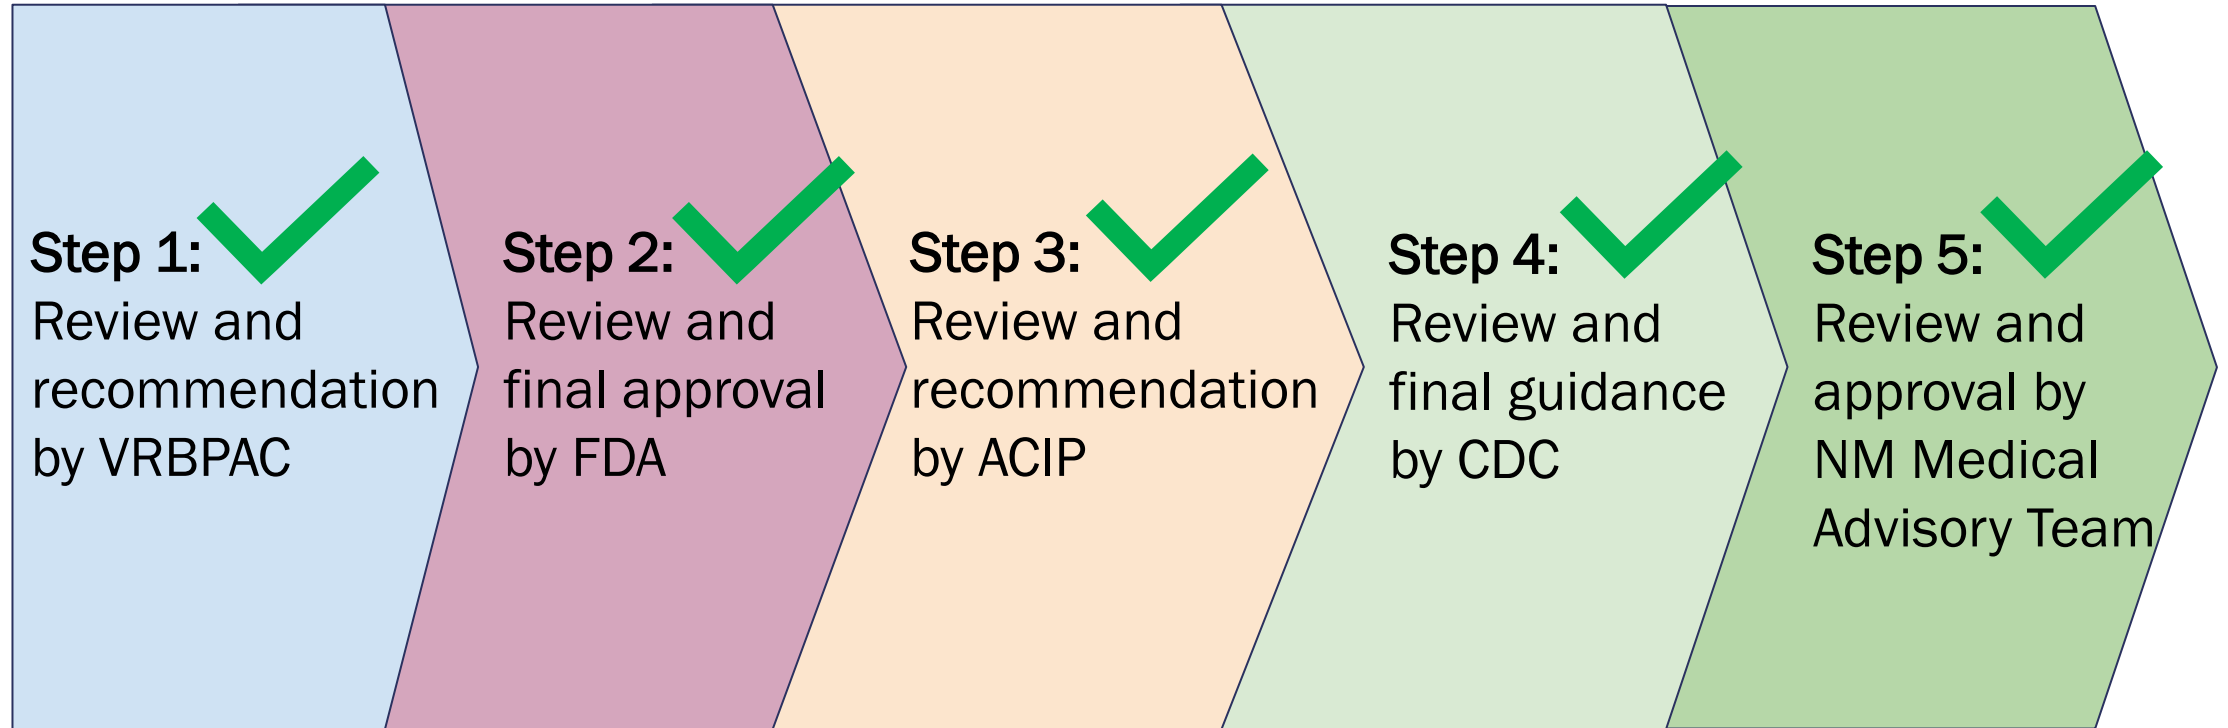 Step 1:
Review and
recommendation
by VRBPAC
Step 2:
Review and
final approval
by FDA
Step 3:
Review and
recommendation
by ACIP
Step 4:
Review and
final guidance
by CDC
Step 5:
Review and
approval by
NM Medical
Advisory Team